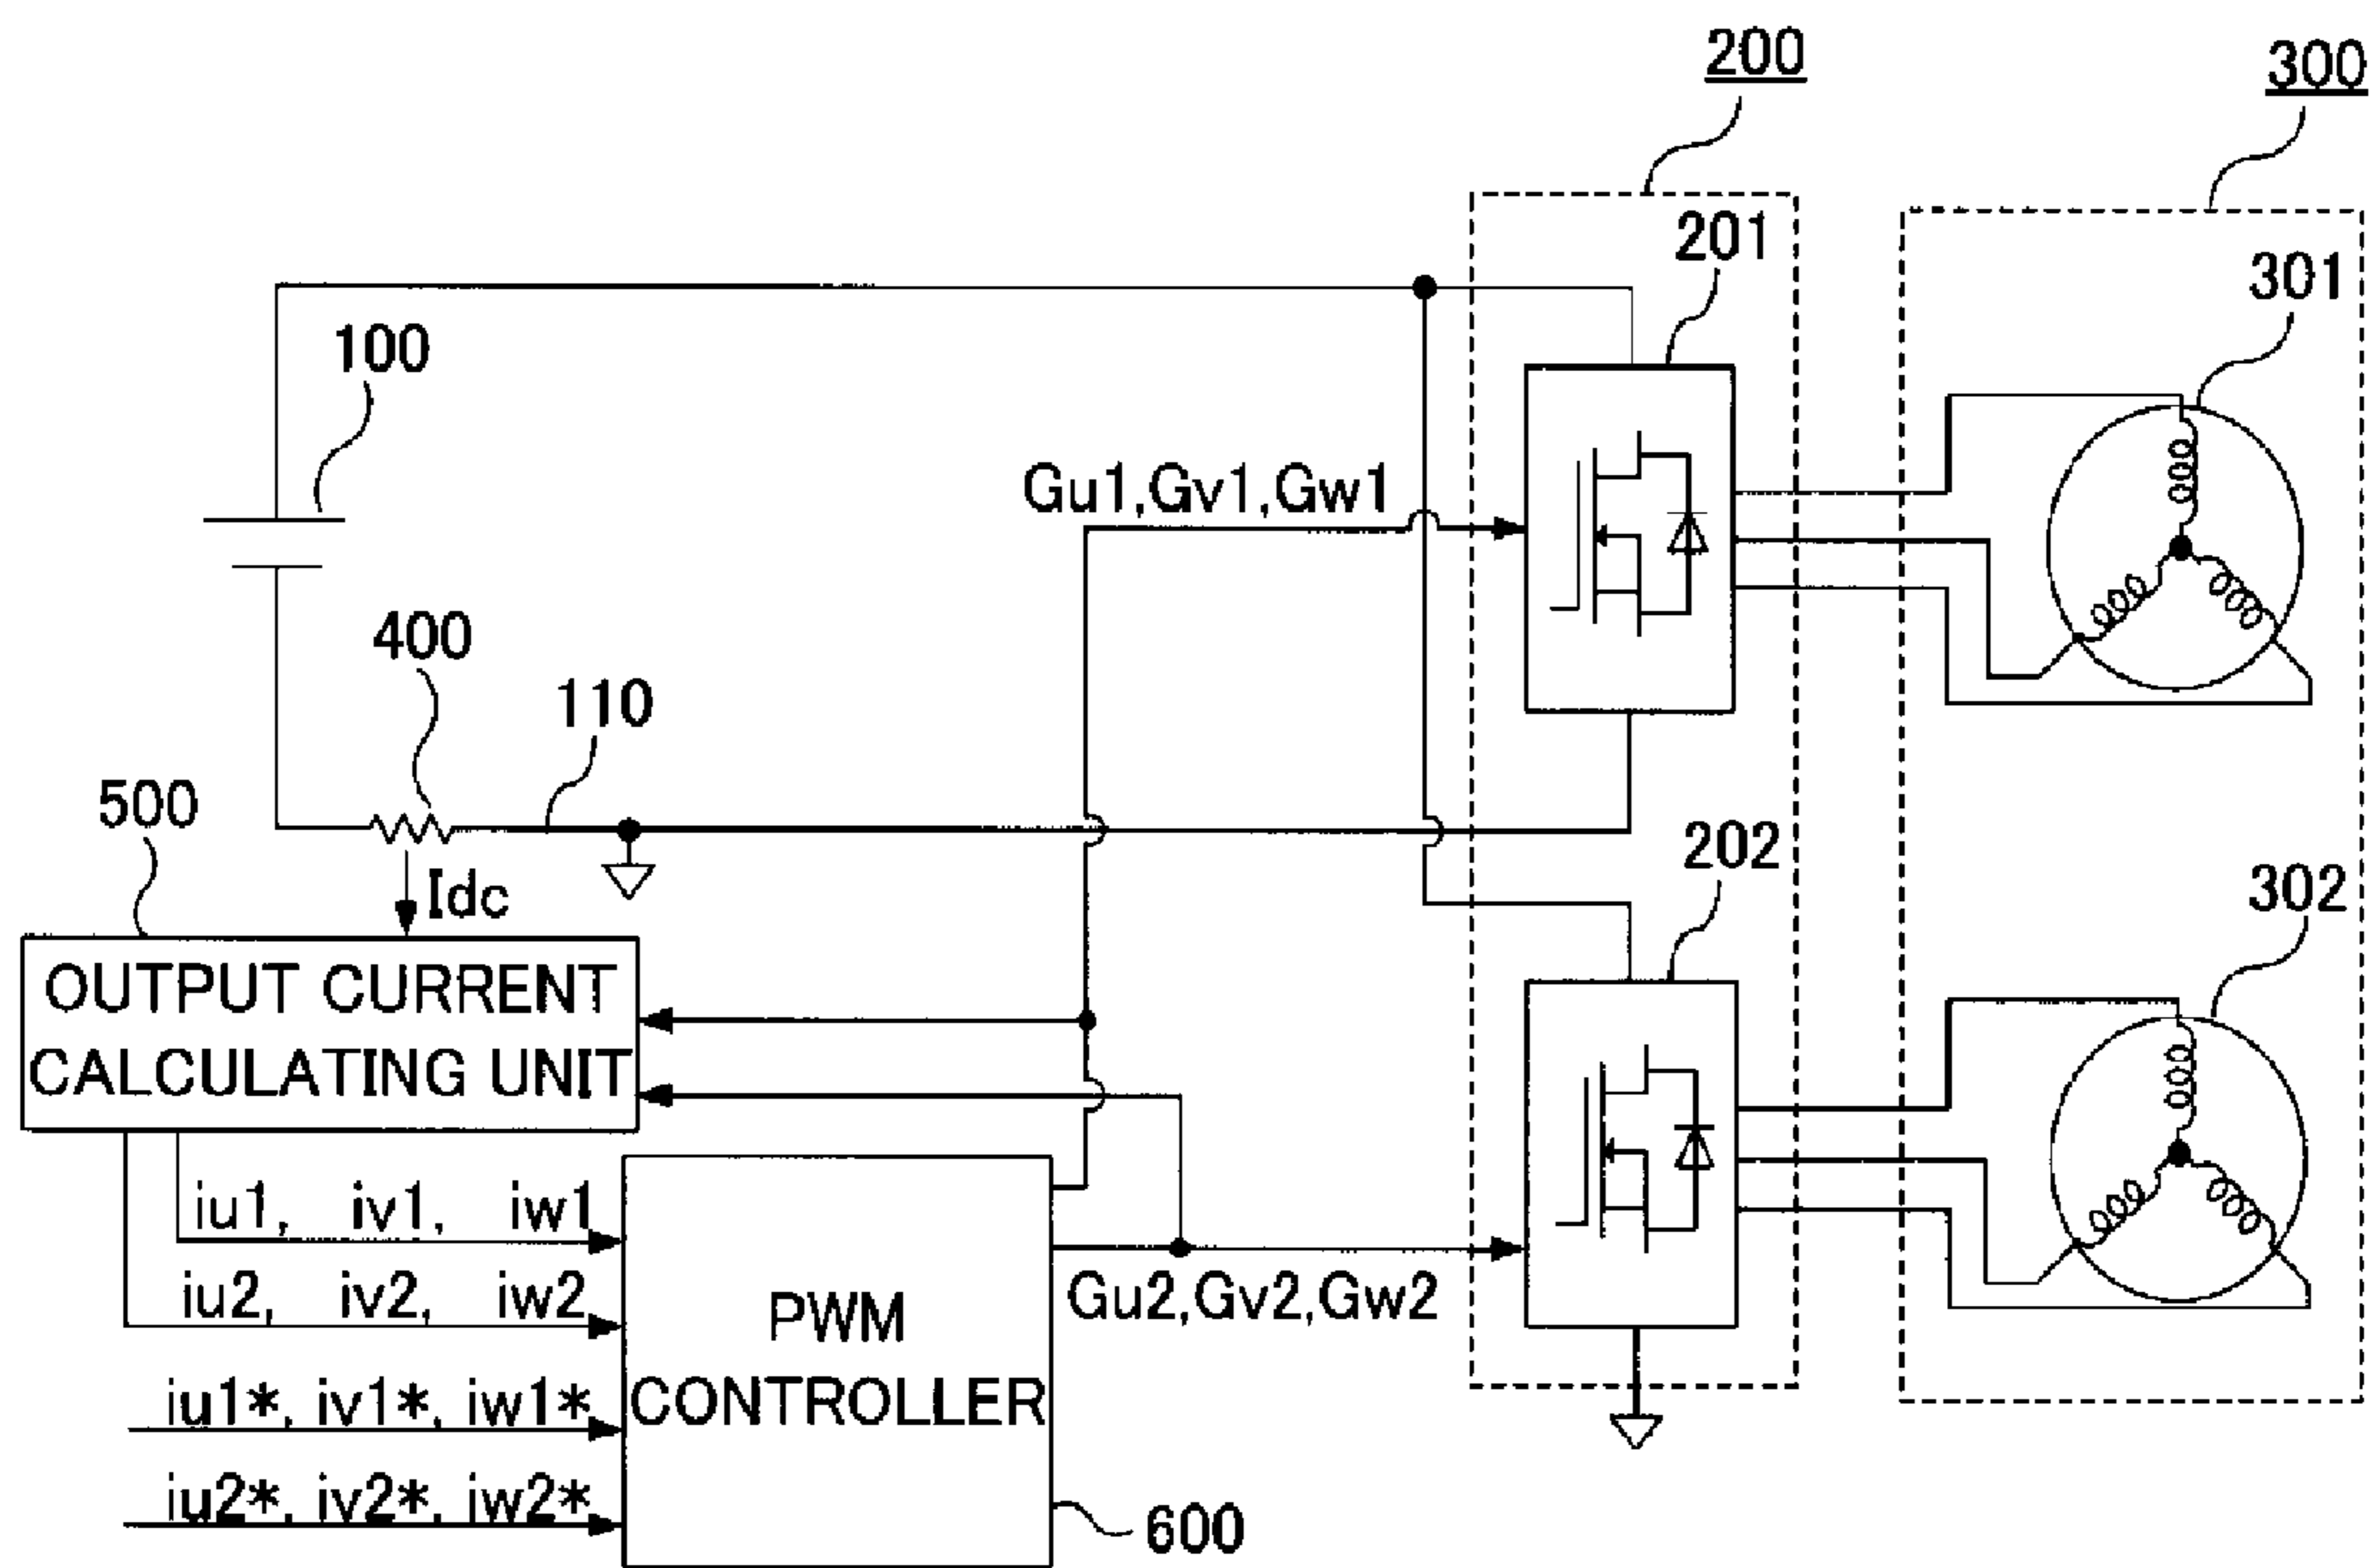 200
300
201
301
100
Gu1,Gv1,Gw1
400
110
500
202
Idc
302
OUTPUT CURRENT
CALCULATING UNIT
iu1, iv1, iw1
iu2, iv2, iw2
Gu2,Gv2,Gw2
PWM
CONTROLLER
iu1*, iv1*, iw1*
iu2*, iv2*, iw2*
600